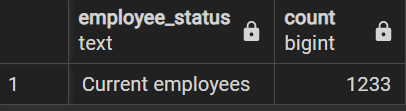 employee_status count
text bigint
1 Current employees 1233